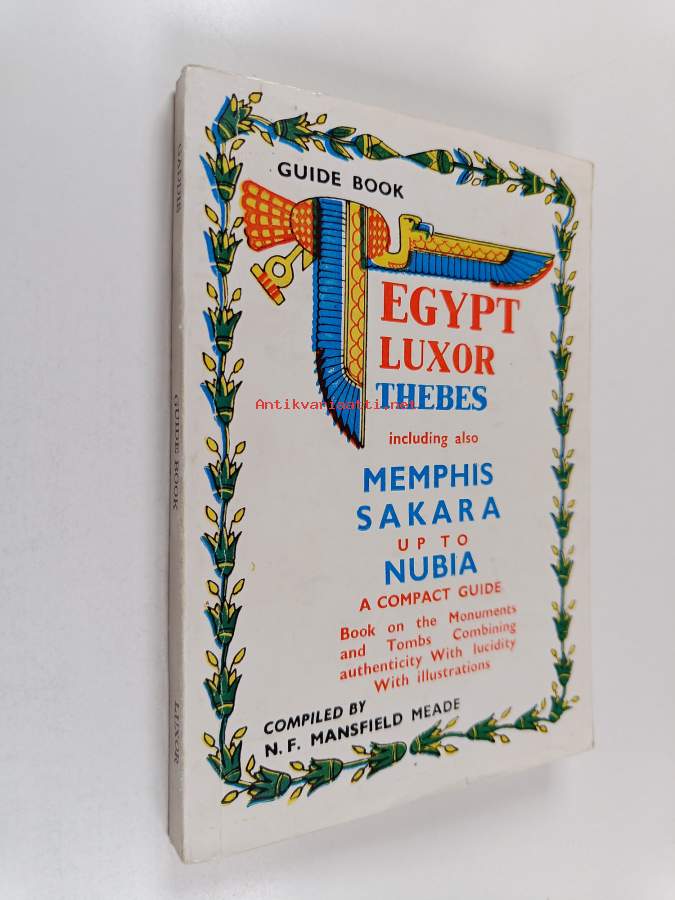 GUIDE BOOK
EGYPT
LUXOR
THEBES
Antikvariaatti.net
including also
MEMPHIS
SAKARA
UP TO
NUBIA
A COMPACT GUIDE
Book on the Monuments
and Tombs Combining
authenticity With lucidity
With illustrations
COMPILED BY
N. F. MANSFIELD MEADE
GADDIS
GUIDE BOOK
LUXOR